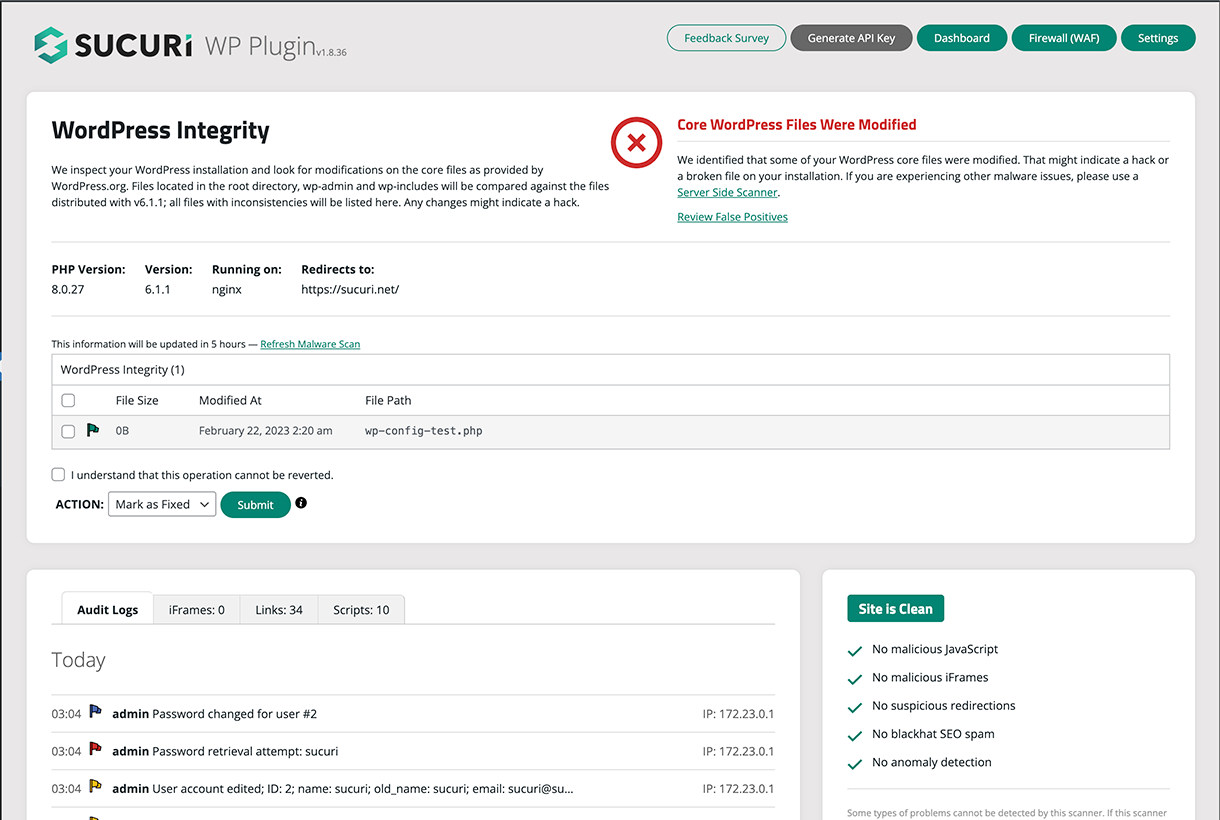 SUCURi WP Plugin v1.8.36
Feedback Survey
Generate API Key
Dashboard
Firewall (WAF)
Settings
WordPress Integrity
We inspect your WordPress installation and look for modifications on the core files as provided by
WordPress.org. Files located in the root directory, wp-admin and wp-includes will be compared against the files
distributed with v6.1.1; all files with inconsistencies will be listed here. Any changes might indicate a hack.
Core WordPress Files Were Modified
We identified that some of your WordPress core files were modified. That might indicate a hack or
a broken file on your installation. If you are experiencing other malware issues, please use a
Server Side Scanner.
Review False Positives
PHP Version: Version: Running on: Redirects to:
8.0.27 6.1.1 nginx https://sucuri.net/
This information will be updated in 5 hours — Refresh Malware Scan
WordPress Integrity (1)
File Size Modified At File Path
0B February 22, 2023 2:20 am wp-config-test.php
I understand that this operation cannot be reverted.
ACTION: Mark as Fixed Submit
Audit Logs iFrames: 0 Links: 34 Scripts: 10
Today
03:04 admin Password changed for user #2 IP: 172.23.0.1
03:04 admin Password retrieval attempt: sucuri IP: 172.23.0.1
03:04 admin User account edited; ID: 2; name: sucuri; old_name: sucuri; email: sucuri@su... IP: 172.23.0.1
Site is Clean
No malicious JavaScript
No malicious iFrames
No suspicious redirections
No blackhat SEO spam
No anomaly detection
Some types of problems cannot be detected by this scanner. If this scanner